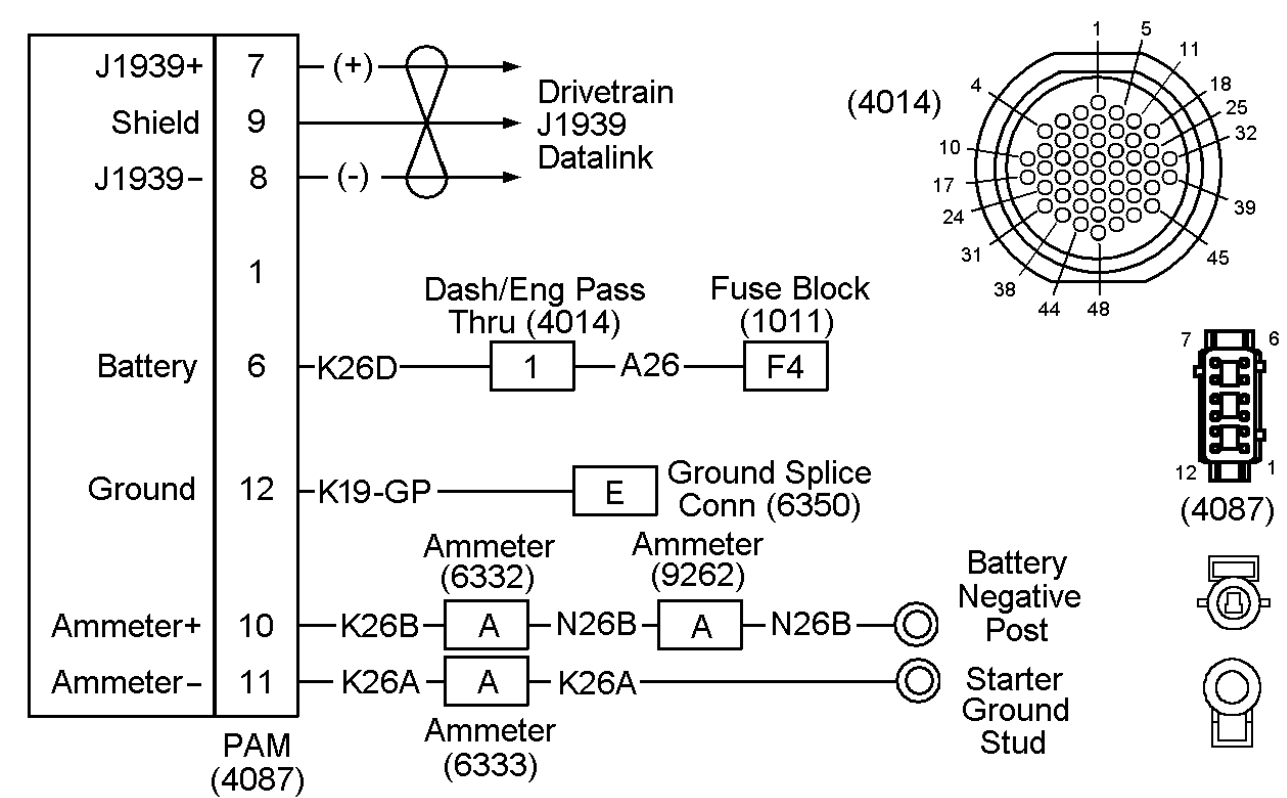 J1939+ 7 (+)
Shield 9
J1939- 8 (-)
Drivetrain
J1939
Datalink
1
Dash/Eng Pass
Thru (4014)
Fuse Block
(1011)
Battery 6 K26D 1 A26 F4
Ground 12 K19-GP E
Ground Splice
Conn (6350)
Ammeter
(6332)
Ammeter
(9262)
Ammeter+ 10 K26B A N26B A N26B
Battery
Negative
Post
Ammeter- 11 K26A A K26A
Starter
Ground
Stud
Ammeter
(6333)
PAM
(4087)
(4014)
1
5
11
4
18
25
32
10
17
24
39
31
45
38
44
48
7 6
12 1
(4087)